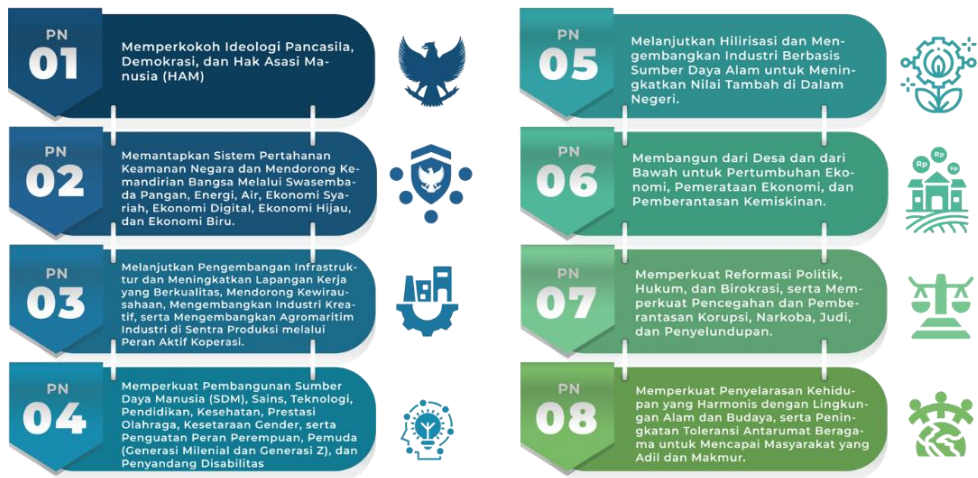 PN
01
Memperkokoh Ideologi Pancasila,
Demokrasi, dan Hak Asasi Ma-
nusia (HAM)
PN
02
Memantapkan Sistem Pertahanan
Keamanan Negara dan Mendorong Ke-
mandirian Bangsa Melalui Swasemba-
da Pangan, Energi, Air, Ekonomi Sya-
riah, Ekonomi Digital, Ekonomi Hijau,
dan Ekonomi Biru.
PN
03
Melanjutkan Pengembangan Infrastruk-
tur dan Meningkatkan Lapangan Kerja
yang Berkualitas, Mendorong Kewirau-
sahaan, Mengembangkan Industri Krea-
tif, serta Mengembangkan Agromaritim
Industri di Sentra Produksi melalui
Peran Aktif Koperasi.
PN
04
Memperkuat Pembangunan Sumber
Daya Manusia (SDM), Sains, Teknologi,
Pendidikan, Kesehatan, Prestasi
Olahraga, Kesetaraan Gender, serta
Penguatan Peran Perempuan, Pemuda
(Generasi Milenial dan Generasi Z), dan
Penyandang Disabilitas
PN
05
Melanjutkan Hilirisasi dan Men-
gembangkan Industri Berbasis
Sumber Daya Alam untuk Menin-
gkatkan Nilai Tambah di Dalam
Negeri.
PN
06
Membangun dari Desa dan dari
Bawah untuk Pertumbuhan Eko-
nomi, Pemerataan Ekonomi, dan
Pemberantasan Kemiskinan.
Rp
Rp
Rp
PN
07
Memperkuat Reformasi Politik,
Hukum, dan Birokrasi, serta Mem-
perkuat Pencegahan dan Pembe-
rantasan Korupsi, Narkoba, Judi,
dan Penyelundupan.
PN
08
Memperkuat Penyelarasan Kehidu-
pan yang Harmonis dengan Lingkun-
gan Alam dan Budaya, serta Penin-
gkatan Toleransi Antarumat Beraga-
ma untuk Mencapai Masyarakat yang
Adil dan Makmur.